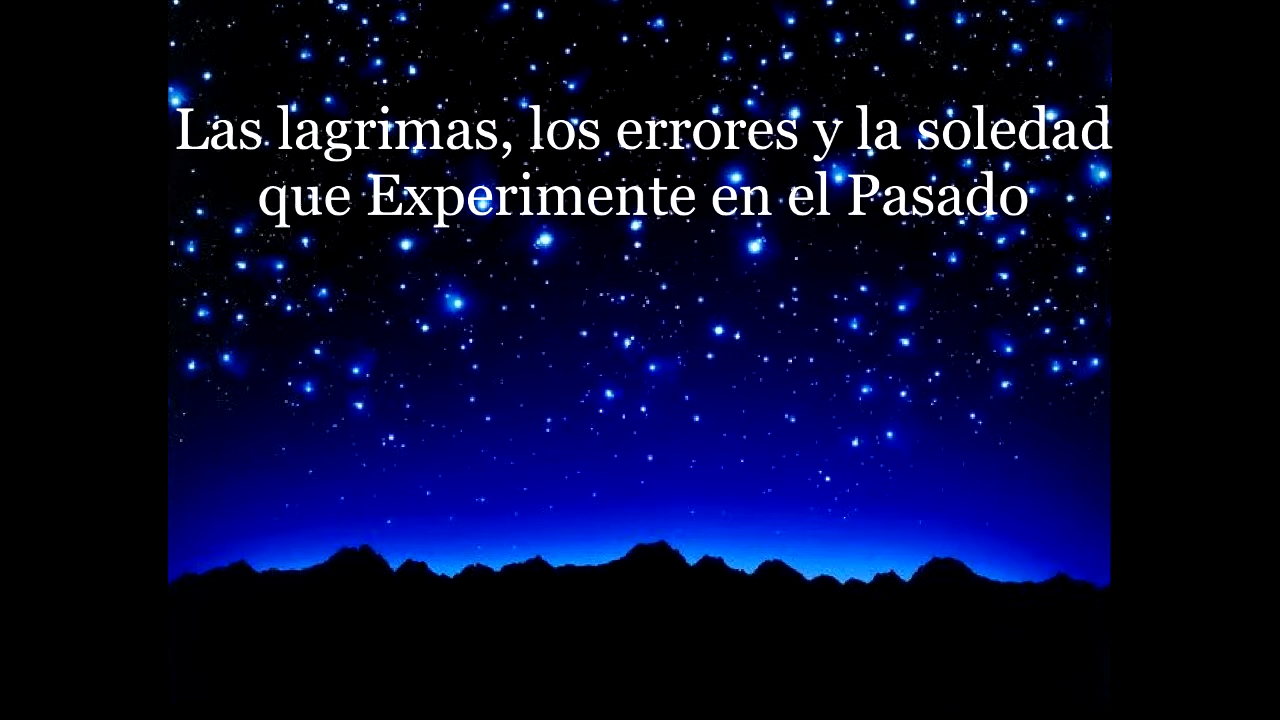 Las lagrimas, los errores y la soledad
que Experimente en el Pasado